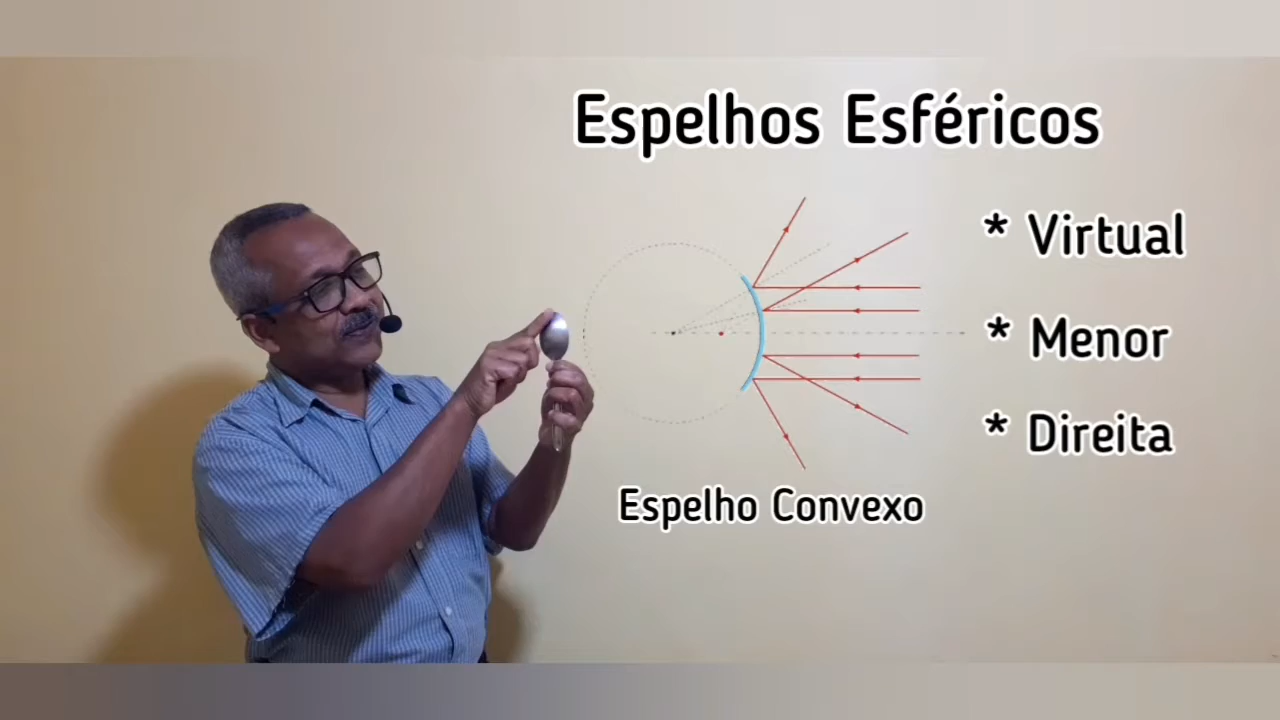 Espelhos Esféricos
* Virtual
* Menor
* Direita
Espelho Convexo